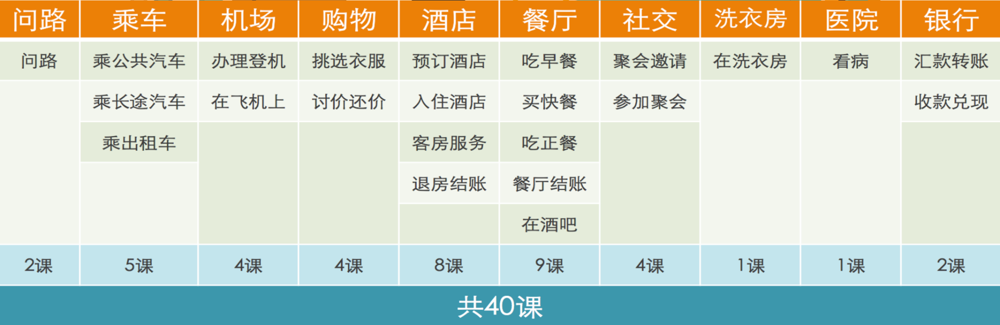 问路 乘车 机场 购物 酒店 餐厅 社交 洗衣房 医院 银行
问路 乘公共汽车 办理登机 挑选衣服 预订酒店 吃早餐 聚会邀请 在洗衣房 看病 汇款转账
乘长途汽车 在飞机上 讨价还价 入住酒店 买快餐 参加聚会 收款兑现
乘出租车 客房服务 吃正餐
退房结账 餐厅结账
在酒吧
2课 5课 4课 4课 8课 9课 4课 1课 1课 2课
共40课